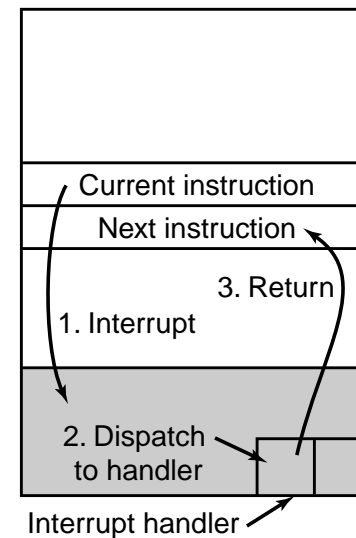 Current instruction
Next instruction
3. Return
1. Interrupt
2. Dispatch
to handler
Interrupt handler